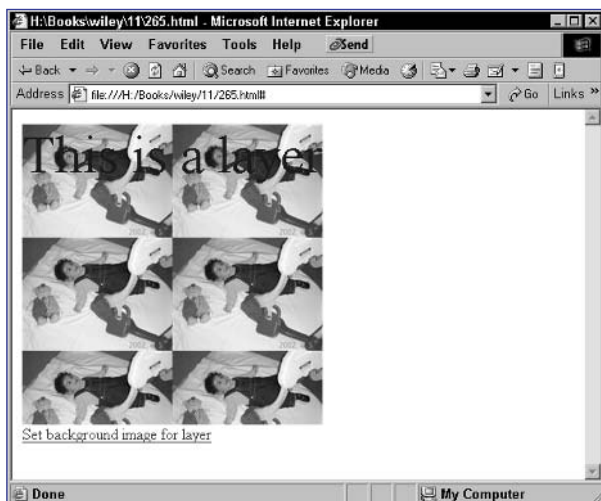 H:\Books\wiley\11\265.html - Microsoft Internet Explorer
File Edit View Favorites Tools Help Send
Back Search Favorites Media
Address file:///H:/Books/wiley/11/265.html# Go Links »
This is a layer
Set background image for layer
Done My Computer